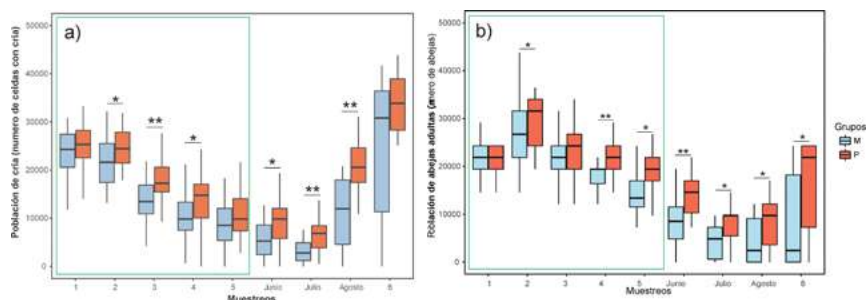 a)
Población de cría (numero de celdas con cría)
50000
40000
30000
20000
10000
0
* ** * * ** **
1 2 3 4 5 Junio Julio Agosto 6
Muestreos
b)
Población de abejas adultas (numero de abejas)
50000
40000
30000
20000
10000
0
* ** * ** * * *
1 2 3 4 5 Junio Julio Agosto 6
Muestreos
Grupos
M
P